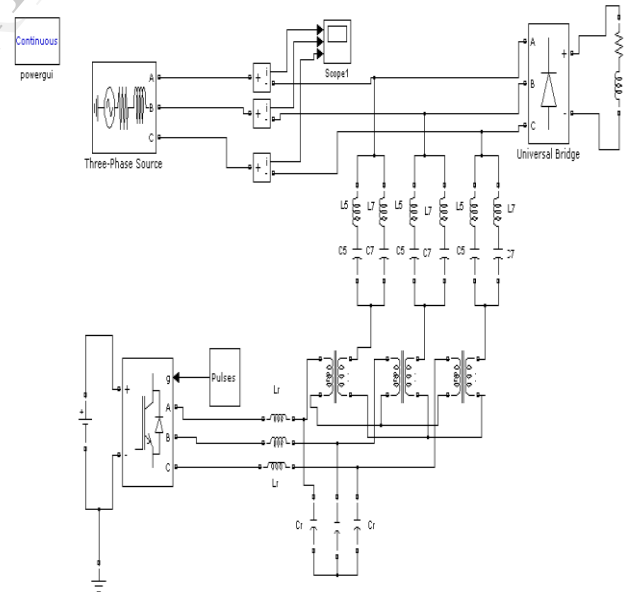 Continuous
powergui
A
B
C
Three-Phase Source
+ i
-
+ i
-
+ i
-
Scope1
A
B
C
+
-
Universal Bridge
L5 L7 L5 L7 L5 L7
C5 C7 C5 C7 C5
+
-
g
A
B
C
+
Pulses
Lr
Lr
Cr Cr